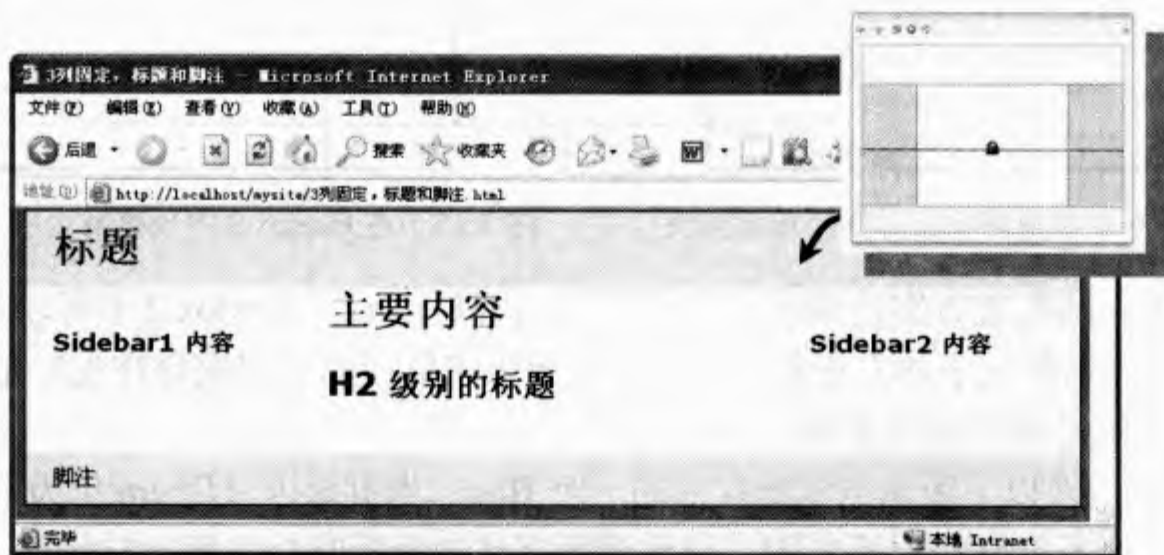 3列固定，标题和脚注 - Micrpsoft Internet Explorer
文件(F) 编辑(E) 查看(V) 收藏(A) 工具(T) 帮助(H)
后退 搜索 收藏夹
地址(D) http://localhost/mysite/3列固定，标题和脚注.html
标题
主要内容
Sidebar1 内容
Sidebar2 内容
H2 级别的标题
脚注
完毕 本地 Intranet